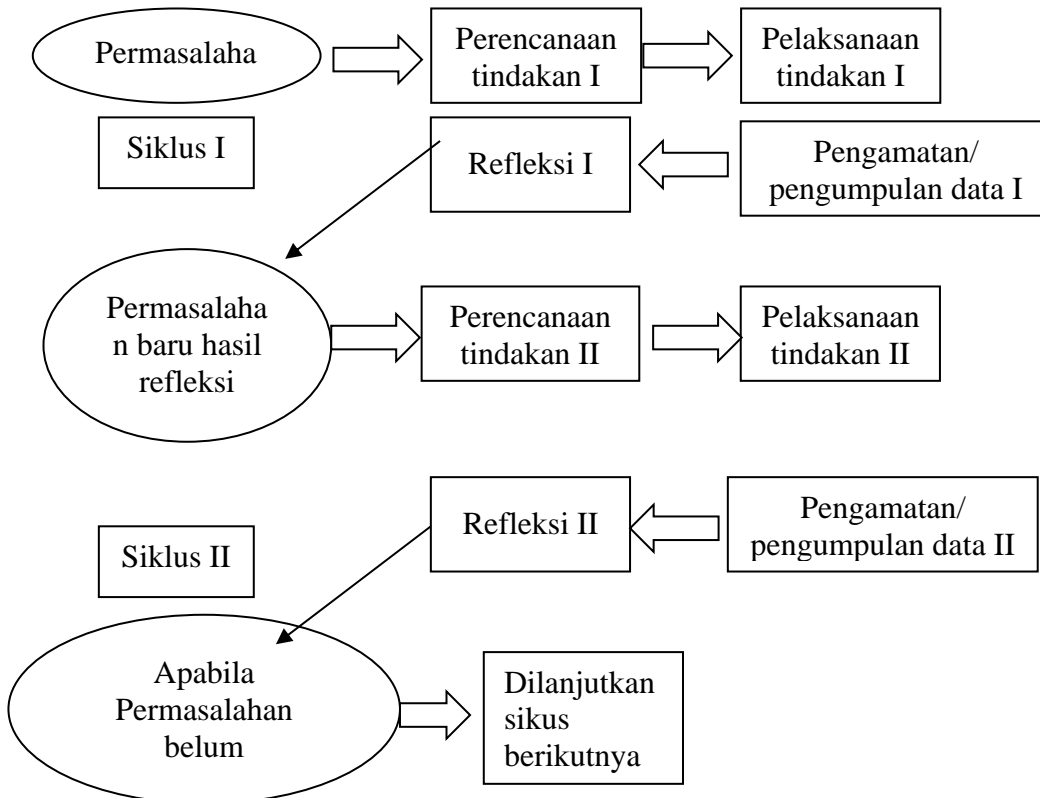 Permasalaha
Perencanaan
tindakan I
Pelaksanaan
tindakan I
Siklus I
Refleksi I
Pengamatan/
pengumpulan data I
Permasalaha
n baru hasil
refleksi
Perencanaan
tindakan II
Pelaksanaan
tindakan II
Siklus II
Refleksi II
Pengamatan/
pengumpulan data II
Apabila
Permasalahan
belum
Dilanjutkan
sikus
berikutnya